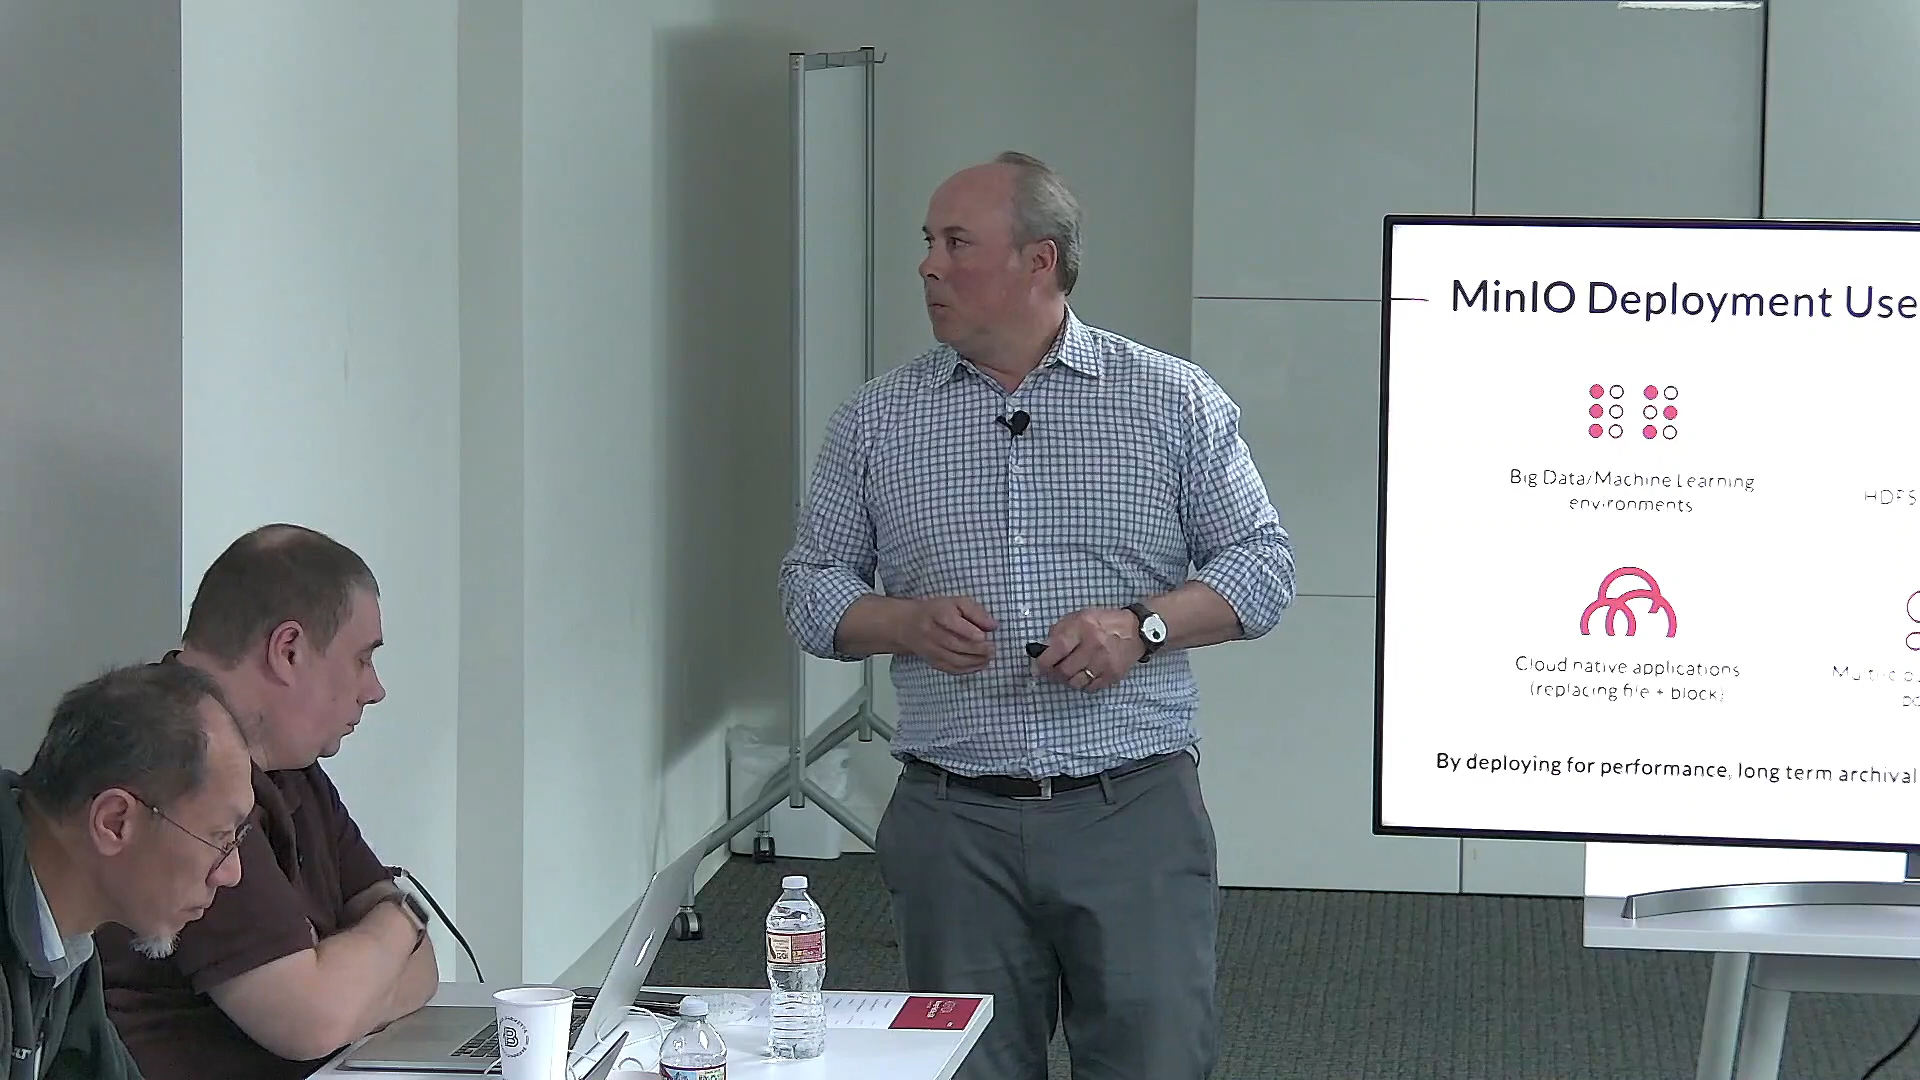 MinIO Deployment Use
Big Data/Machine Learning
environments
HDFS
Cloud native applications
(replacing file + block)
By deploying for performance, long term archival
B